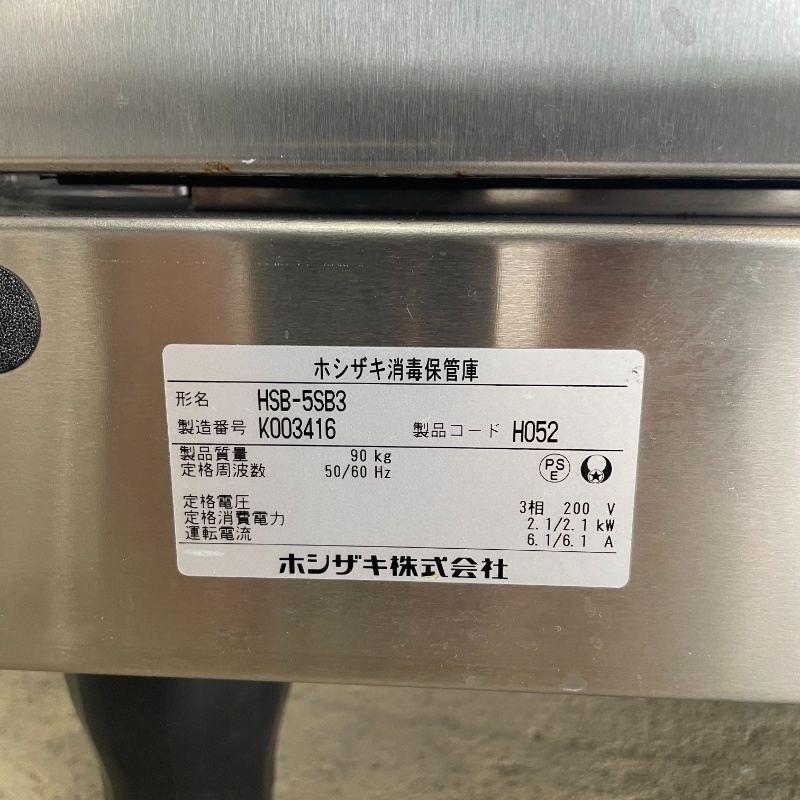 ホシザキ消毒保管庫
形名 HSB-5SB3
製造番号 K003416 製品コード H052
製品質量 90 kg
定格周波数 50/60 Hz
PS
E
定格電圧 3相 200 V
定格消費電力 2.1/2.1 kW
運転電流 6.1/6.1 A
ホシザキ株式会社